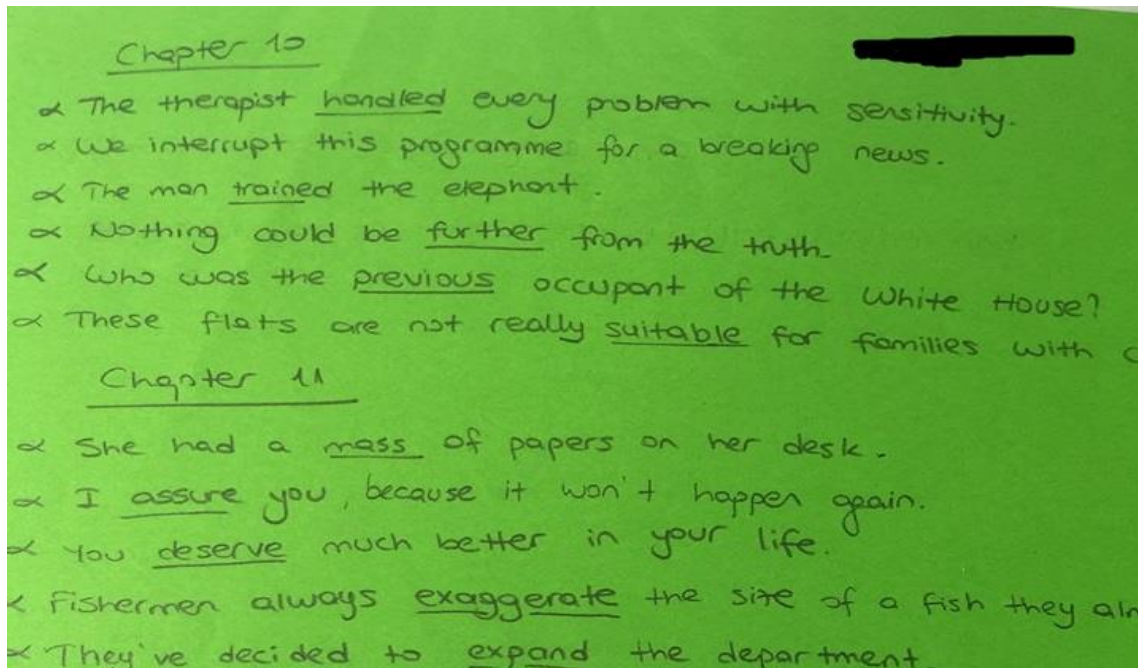 Chapter 10
∝ The therapist handled every problem with sensitivity.
∝ We interrupt this programme for a breaking news.
∝ The man trained the elephant.
∝ Nothing could be further from the truth.
∝ Who was the previous occupant of the White House?
∝ These flats are not really suitable for families with
Chapter 11
∝ She had a mass of papers on her desk.
∝ I assure you, because it won't happen again.
∝ You deserve much better in your life.
∝ Fishermen always exaggerate the size of a fish they
∝ They've decided to expand the department